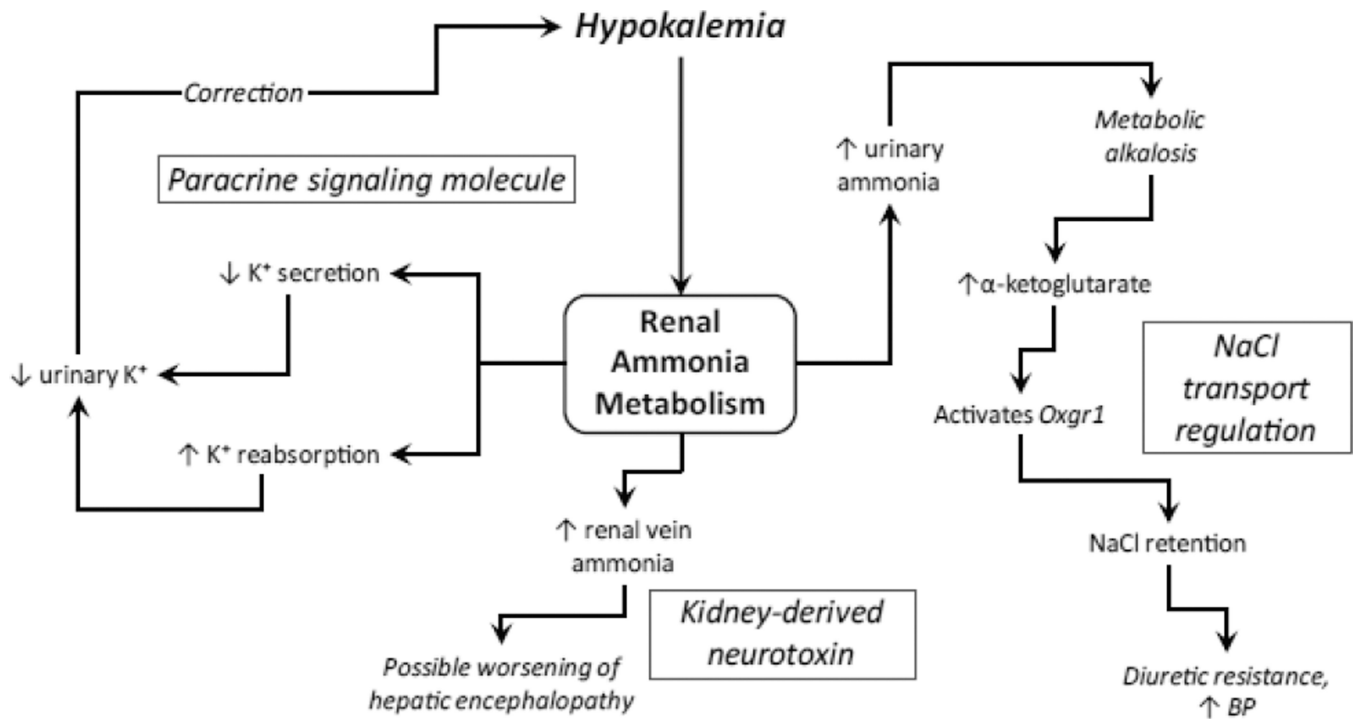 Hypokalemia
Correction
Paracrine signaling molecule
↓ K⁺ secretion
↓ urinary K⁺
↑ K⁺ reabsorption
Renal
Ammonia
Metabolism
↑ renal vein
ammonia
Possible worsening of
hepatic encephalopathy
Kidney-derived
neurotoxin
↑ urinary
ammonia
Metabolic
alkalosis
↑α-ketoglutarate
Activates Oxgr1
NaCl
transport
regulation
NaCl retention
Diuretic resistance,
↑ BP